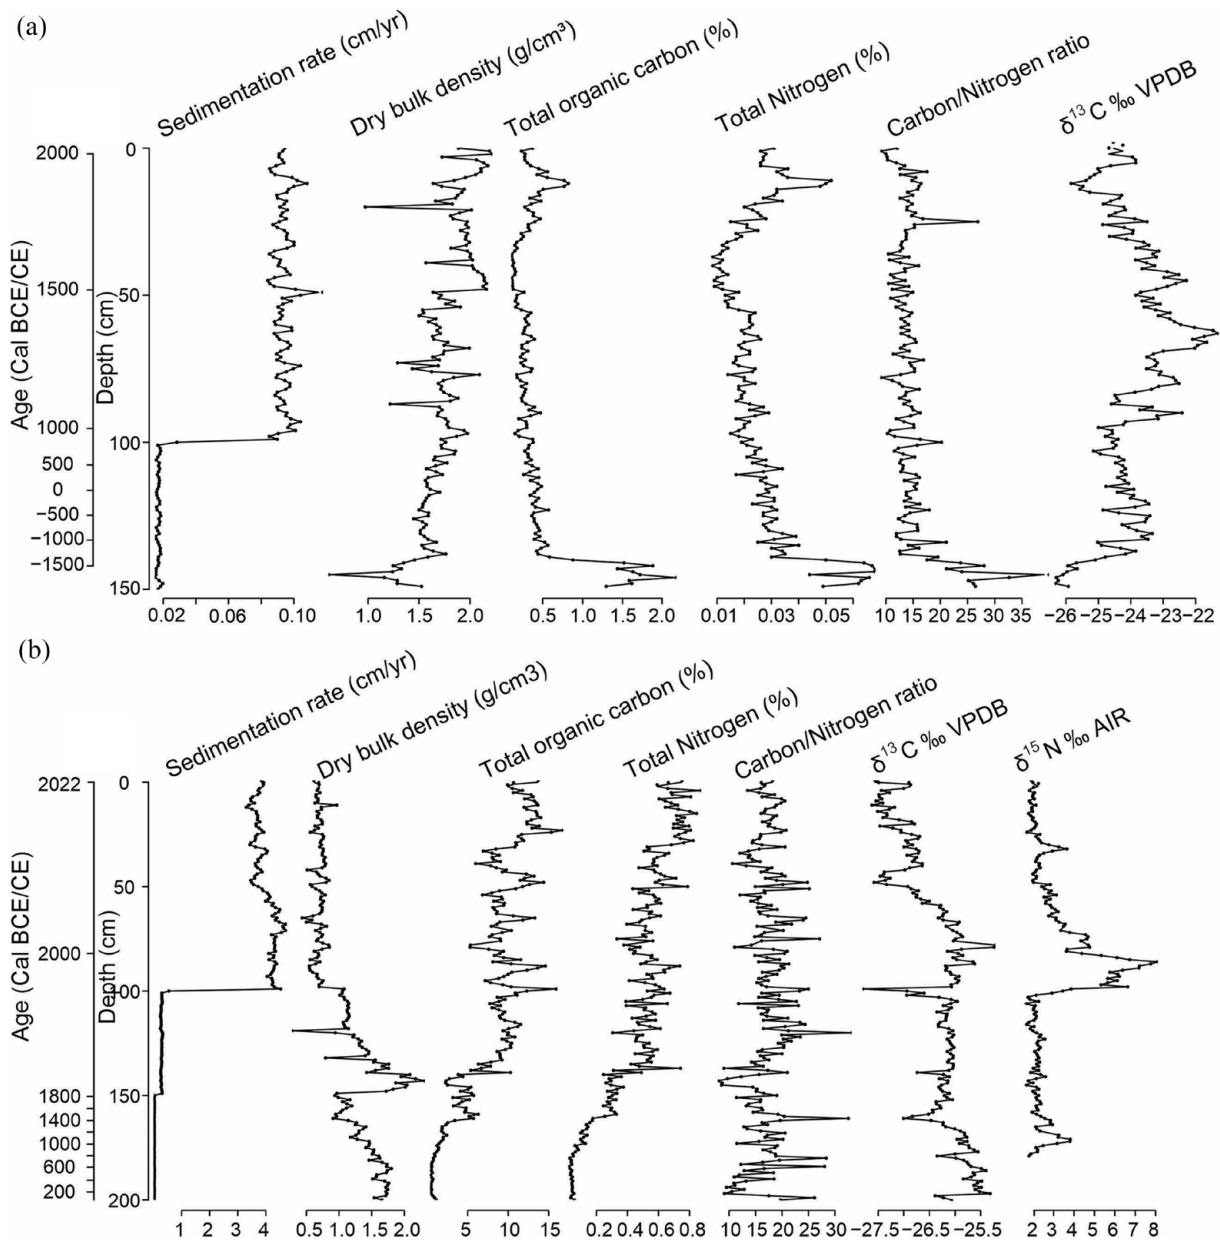 (a)
Sedimentation rate (cm/yr)
Dry bulk density (g/cm³)
Total organic carbon (%)
Total Nitrogen (%)
Carbon/Nitrogen ratio
δ¹³C ‰ VPDB
Age (Cal BCE/CE)
2000
1500
1000
500
0
−500
−1000
−1500
Depth (cm)
0
50
100
150
0.02 0.06 0.10
1.0 1.5 2.0
0.5 1.5 2.0
0.01 0.03 0.05
10 15 20 25 30 35
−26 −25 −24 −23 −22
(b)
Sedimentation rate (cm/yr)
Dry bulk density (g/cm3)
Total organic carbon (%)
Total Nitrogen (%)
Carbon/Nitrogen ratio
δ¹³C ‰ VPDB
δ¹⁵N ‰ AIR
Age (Cal BCE/CE)
2022
2000
1800
1400
1000
600
200
Depth (cm)
0
50
100
150
200
1 2 3 4
0.5 1.0 2.0
5 10 15
0.2 0.4 0.6 0.8
10 15 20 25 30
−27.5 −26.5 −25.5
2 3 4 5 6 7 8